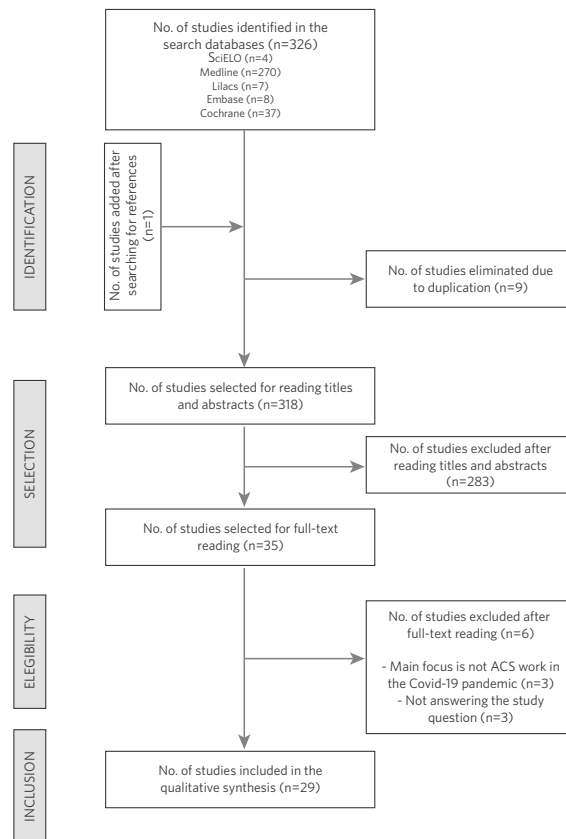 No. of studies identified in the
search databases (n=326)
SciELO (n=4)
Medline (n=270)
Lilacs (n=7)
Embase (n=8)
Cochrane (n=37)
IDENTIFICATION
No. of studies added after
searching for references
(n=1)
No. of studies eliminated due
to duplication (n=9)
SELECTION
No. of studies selected for reading titles
and abstracts (n=318)
No. of studies excluded after
reading titles and abstracts
(n=283)
No. of studies selected for full-text
reading (n=35)
ELEGIBILITY
No. of studies excluded after
full-text reading (n=6)
- Main focus is not ACS work in
the Covid-19 pandemic (n=3)
- Not answering the study
question (n=3)
INCLUSION
No. of studies included in the
qualitative synthesis (n=29)